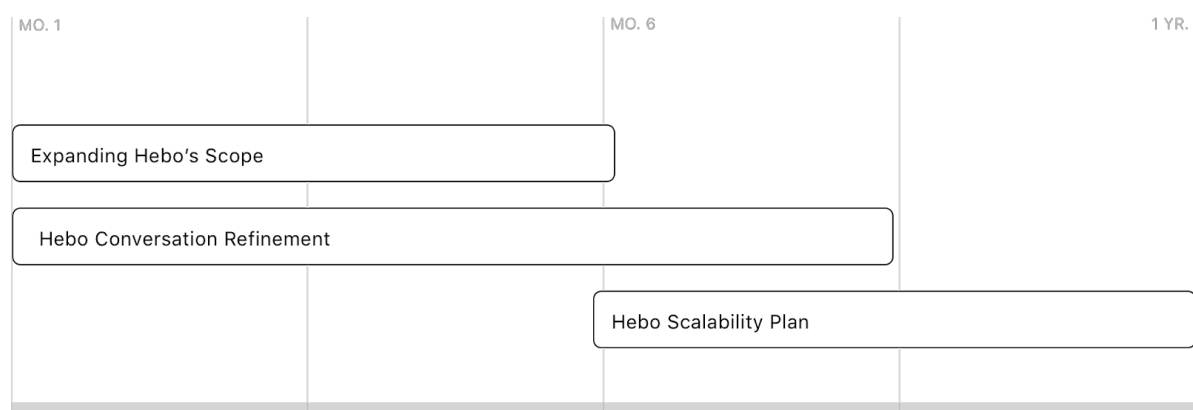 MO. 1
MO. 6
1 YR.
Expanding Hebo’s Scope
Hebo Conversation Refinement
Hebo Scalability Plan